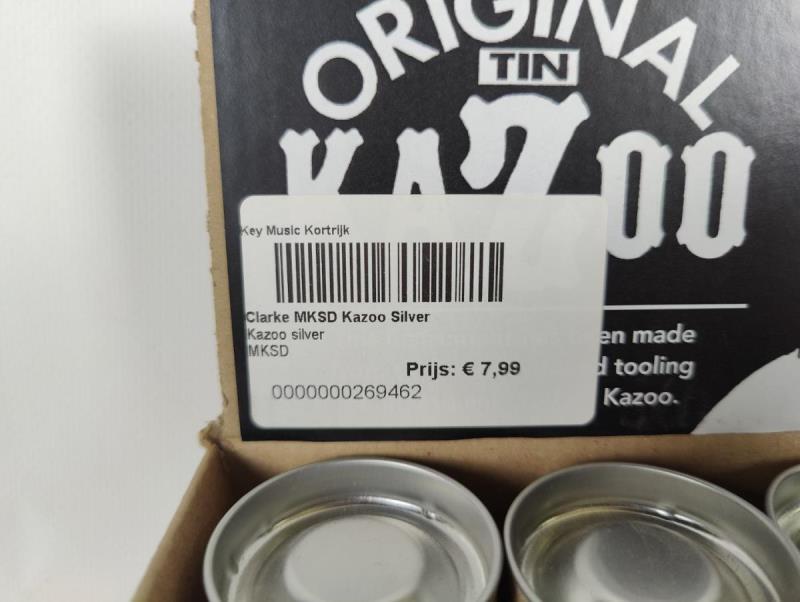 ORIGINAL
TIN
KAZOO
Key Music Kortrijk
Clarke MKSD Kazoo Silver
Kazoo silver
MKSD
Prijs: € 7,99
0000000269462
en made
d tooling
Kazoo.